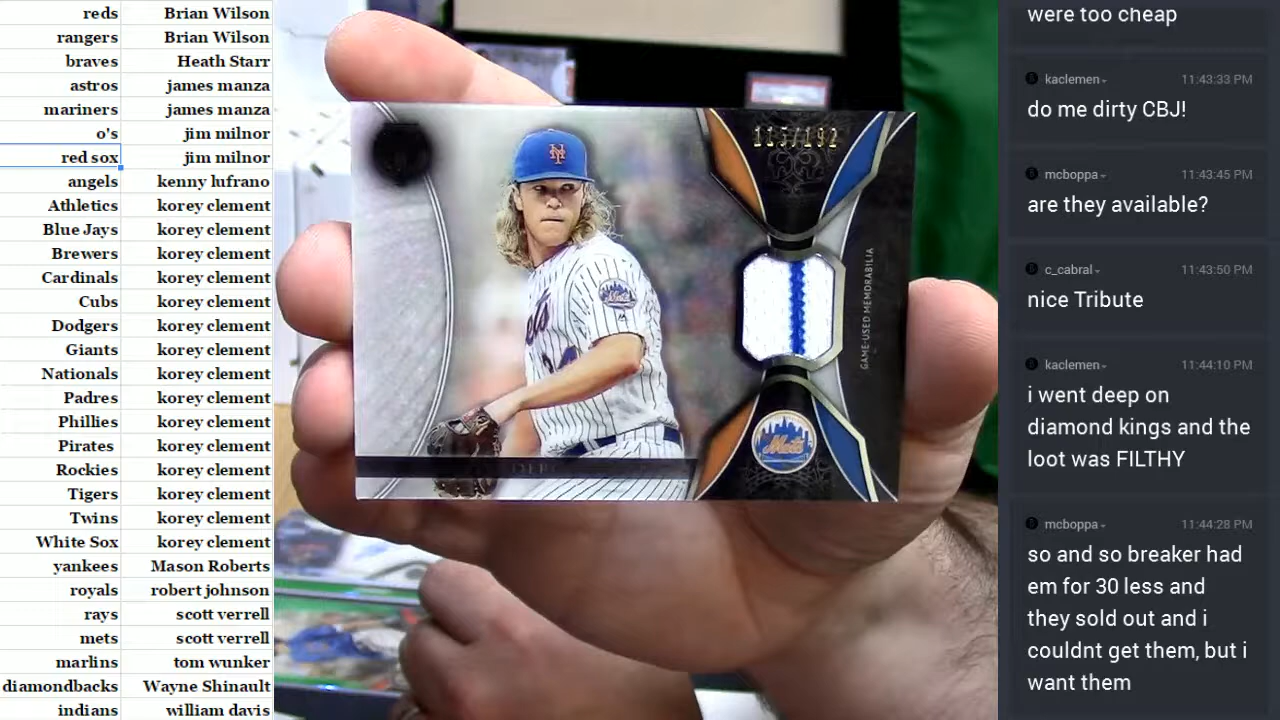 reds Brian Wilson
rangers Brian Wilson
braves Heath Starr
astros james manza
mariners james manza
o's jim milnor
red sox jim milnor
angels kenny lufrano
Athletics korey clement
Blue Jays korey clement
Brewers korey clement
Cardinals korey clement
Cubs korey clement
Dodgers korey clement
Giants korey clement
Nationals korey clement
Padres korey clement
Phillies korey clement
Pirates korey clement
Rockies korey clement
Tigers korey clement
Twins korey clement
White Sox korey clement
yankees Mason Roberts
royals robert johnson
rays scott verrell
mets scott verrell
marlins tom wunker
diamondbacks Wayne Shinault
indians william davis
115/192
GAME-USED MEMORABILIA
Mets
Mets
were too cheap
kaclemen 11:43:33 PM
do me dirty CBJ!
mcboppa 11:43:45 PM
are they available?
c_cabral 11:43:50 PM
nice Tribute
kaclemen 11:44:10 PM
i went deep on
diamond kings and the
loot was FILTHY
mcboppa 11:44:28 PM
so and so breaker had
em for 30 less and
they sold out and i
couldnt get them, but i
want them